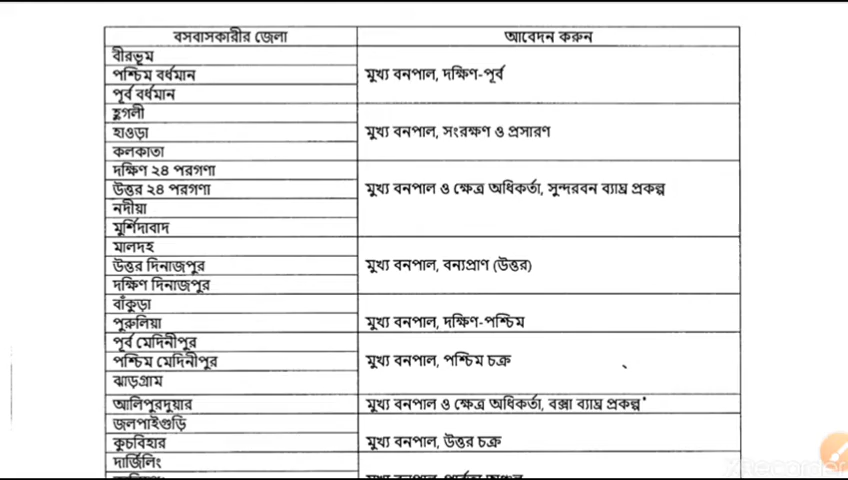 বসবাসকারীর জেলা আবেদন করুন
বীরভূম
পশ্চিম বর্ধমান মুখ্য বনপাল, দক্ষিণ-পূর্ব
পূর্ব বর্ধমান
হুগলী
হাওড়া মুখ্য বনপাল, সংরক্ষণ ও প্রসারণ
কলকাতা
দক্ষিণ ২৪ পরগণা
উত্তর ২৪ পরগণা মুখ্য বনপাল ও ক্ষেত্র অধিকর্তা, সুন্দরবন ব্যাঘ্র প্রকল্প
নদীয়া
মুর্শিদাবাদ
মালদহ
উত্তর দিনাজপুর মুখ্য বনপাল, বন্যপ্রাণ (উত্তর)
দক্ষিণ দিনাজপুর
বাঁকুড়া
পুরুলিয়া মুখ্য বনপাল, দক্ষিণ-পশ্চিম
পূর্ব মেদিনীপুর
পশ্চিম মেদিনীপুর মুখ্য বনপাল, পশ্চিম চক্র
ঝাড়গ্রাম
আলিপুরদুয়ার মুখ্য বনপাল ও ক্ষেত্র অধিকর্তা, বক্সা ব্যাঘ্র প্রকল্প
জলপাইগুড়ি
কুচবিহার মুখ্য বনপাল, উত্তর চক্র
দার্জিলিং
XRecorder